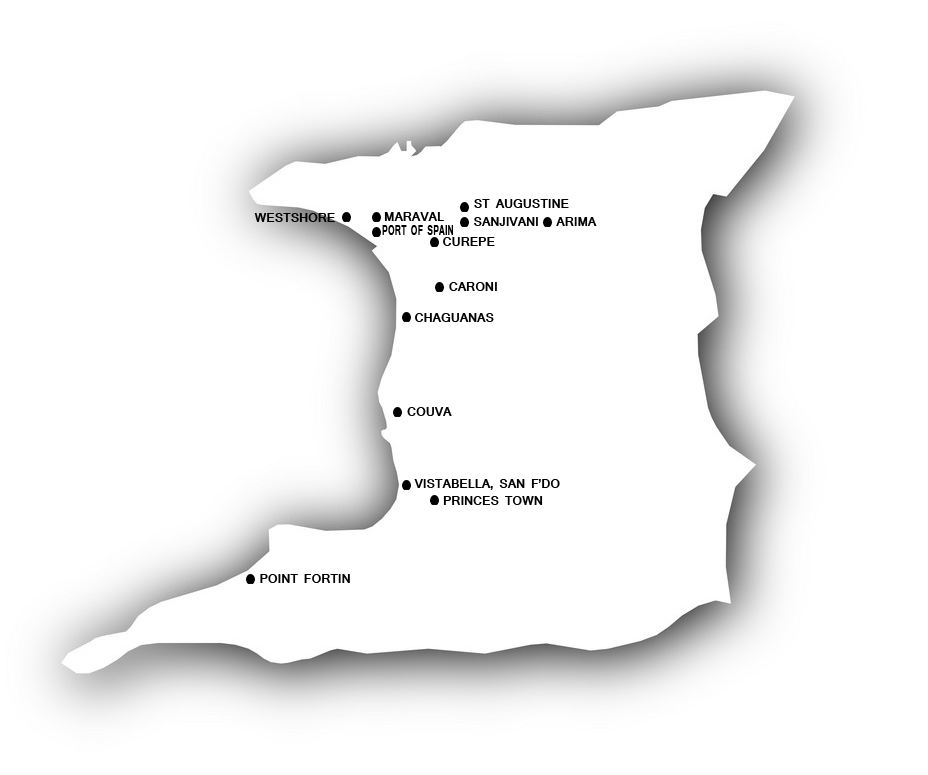 ST AUGUSTINE
WESTSHORE
MARAVAL
SANJIVANI
ARIMA
PORT OF SPAIN
CUREPE
CARONI
CHAGUANAS
COUVA
VISTABELLA, SAN F'DO
PRINCES TOWN
POINT FORTIN